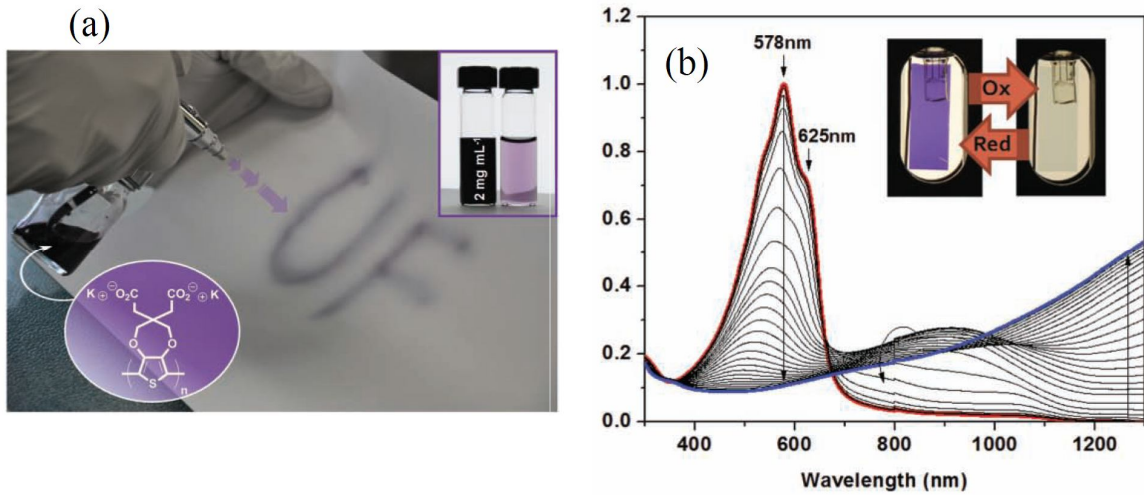 (a)
2 mg mL-1
UF
K⊕ ⊖O2C CO2⊖ ⊕K
O O
S
n
(b)
578nm
625nm
Ox
Red
1.2
1.0
0.8
0.6
0.4
0.2
0.0
400 600 800 1000 1200
Wavelength (nm)